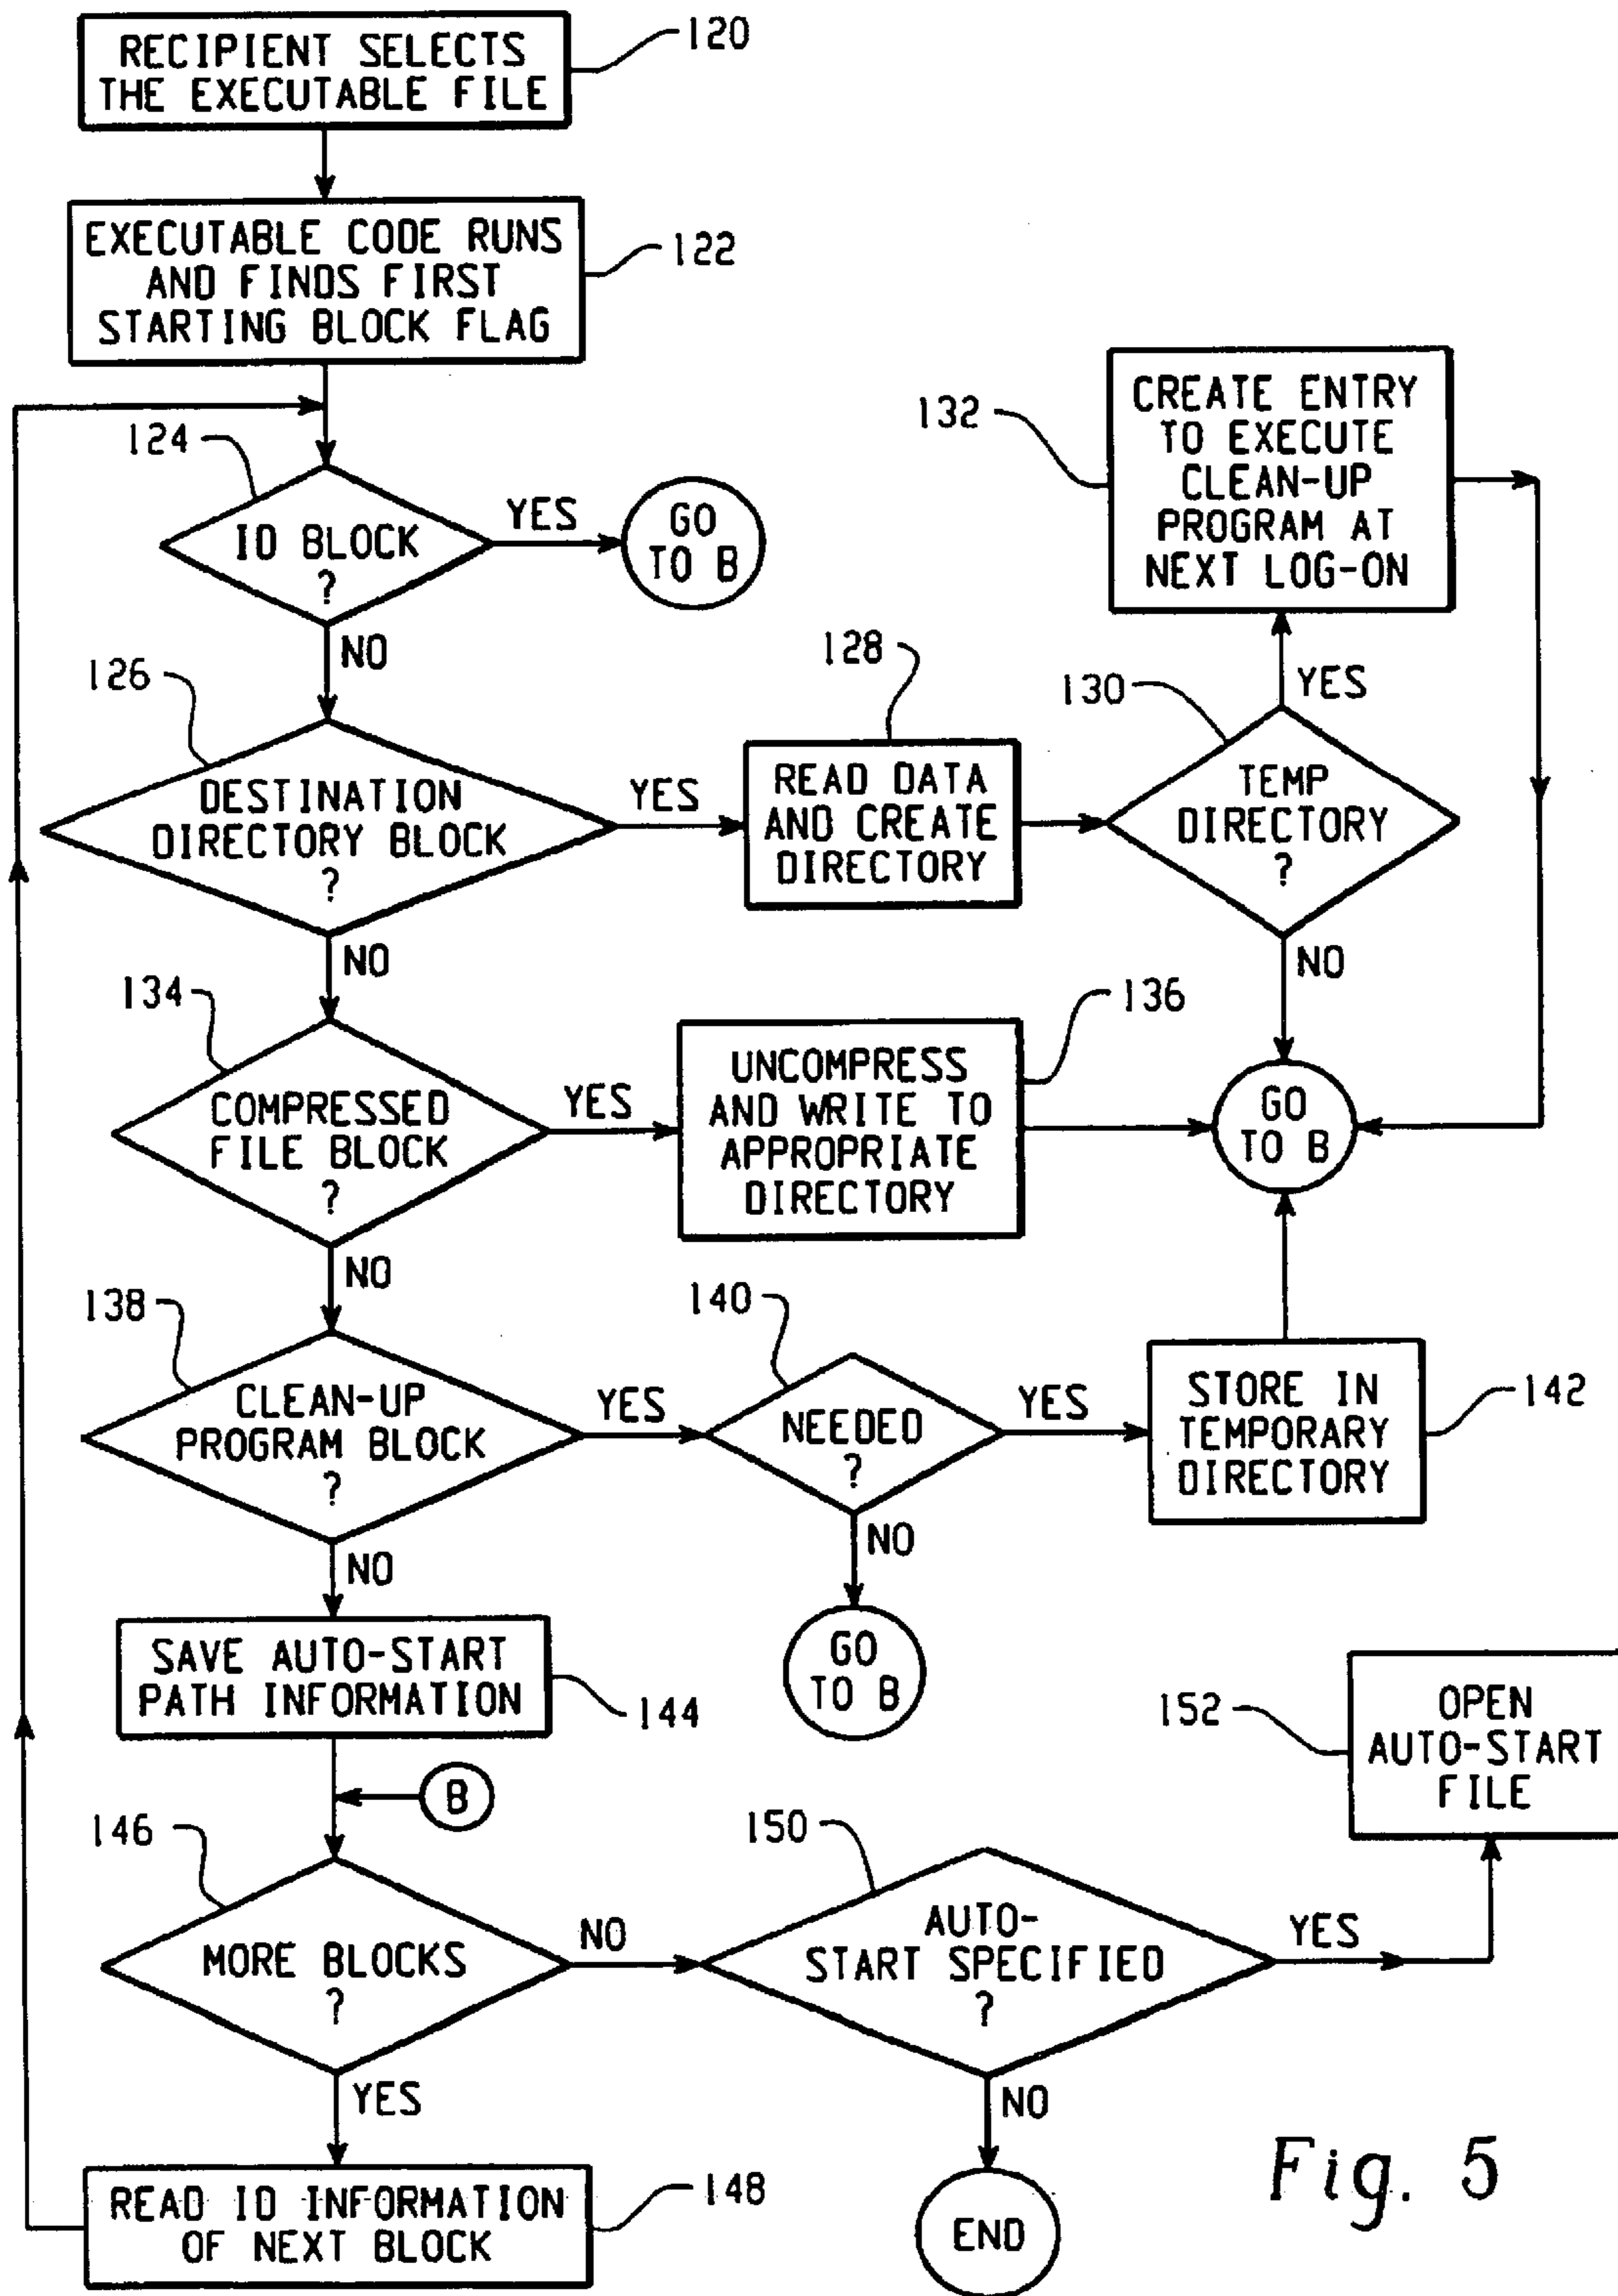 RECIPIENT SELECTS
THE EXECUTABLE FILE
120
EXECUTABLE CODE RUNS
AND FINDS FIRST
STARTING BLOCK FLAG
122
124
ID BLOCK
?
YES
GO
TO B
NO
132
CREATE ENTRY
TO EXECUTE
CLEAN-UP
PROGRAM AT
NEXT LOG-ON
126
DESTINATION
DIRECTORY BLOCK
?
YES
128
READ DATA
AND CREATE
DIRECTORY
130
YES
TEMP
DIRECTORY
?
NO
NO
134
COMPRESSED
FILE BLOCK
?
YES
136
UNCOMPRESS
AND WRITE TO
APPROPRIATE
DIRECTORY
GO
TO B
NO
138
CLEAN-UP
PROGRAM BLOCK
?
YES
140
NEEDED
?
YES
STORE IN
TEMPORARY
DIRECTORY
142
NO
GO
TO B
NO
SAVE AUTO-START
PATH INFORMATION
144
B
146
MORE BLOCKS
?
NO
150
AUTO-
START SPECIFIED
?
YES
152
OPEN
AUTO-START
FILE
YES
NO
READ ID INFORMATION
OF NEXT BLOCK
148
END
Fig. 5